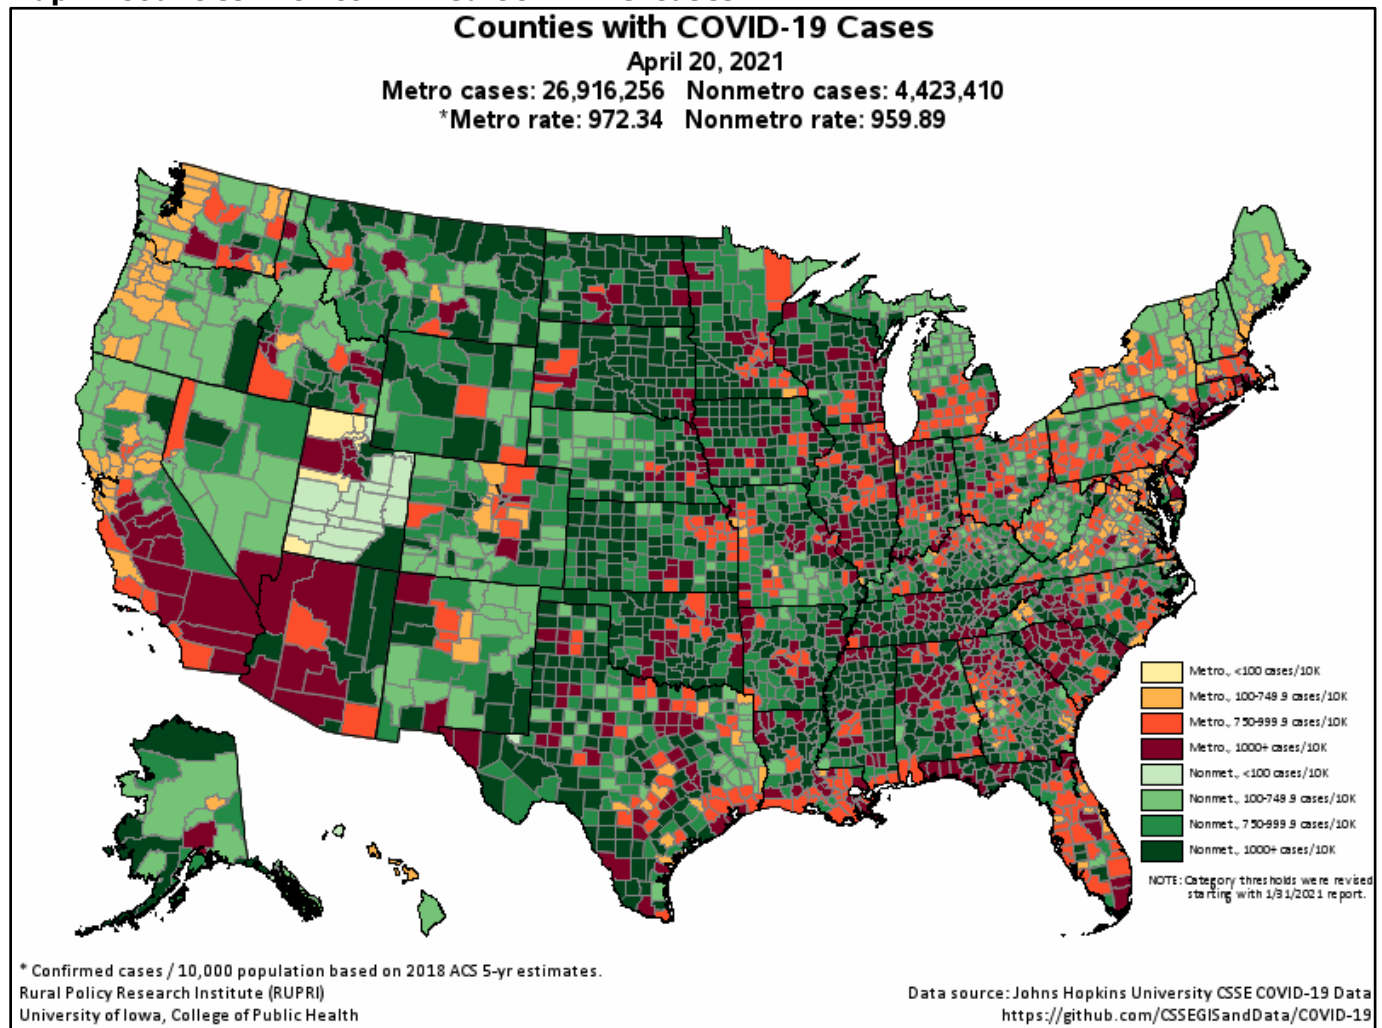 Counties with COVID-19 Cases
April 20, 2021
Metro cases: 26,916,256 Nonmetro cases: 4,423,410
*Metro rate: 972.34 Nonmetro rate: 959.89
Metro., <100 cases/10K
Metro., 100-749.9 cases/10K
Metro., 750-999.9 cases/10K
Metro., 1000+ cases/10K
Nonmet., <100 cases/10K
Nonmet., 100-749.9 cases/10K
Nonmet., 750-999.9 cases/10K
Nonmet., 1000+ cases/10K
NOTE: Category thresholds were revised
starting with 1/31/2021 report.
* Confirmed cases / 10,000 population based on 2018 ACS 5-yr estimates.
Rural Policy Research Institute (RUPRI)
University of Iowa, College of Public Health
Data source: Johns Hopkins University CSSE COVID-19 Data
https://github.com/CSSEGISandData/COVID-19